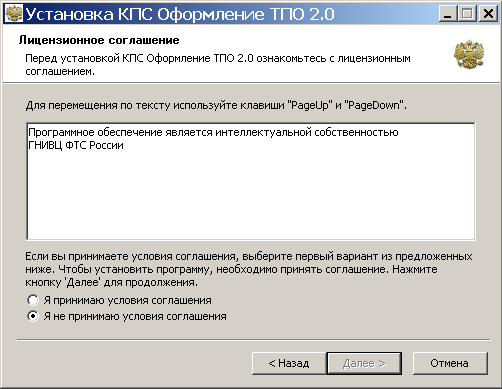 Установка КПС Оформление ТПО 2.0
Лицензионное соглашение
Перед установкой КПС Оформление ТПО 2.0 ознакомьтесь с лицензионным
соглашением.
Для перемещения по тексту используйте клавиши "PageUp" и "PageDown".
Программное обеспечение является интеллектуальной собственностью
ГНИВЦ ФТС России
Если вы принимаете условия соглашения, выберите первый вариант из предложенных
ниже. Чтобы установить программу, необходимо принять соглашение. Нажмите
кнопку 'Далее' для продолжения.
Я принимаю условия соглашения
Я не принимаю условия соглашения
< Назад
Далее >
Отмена